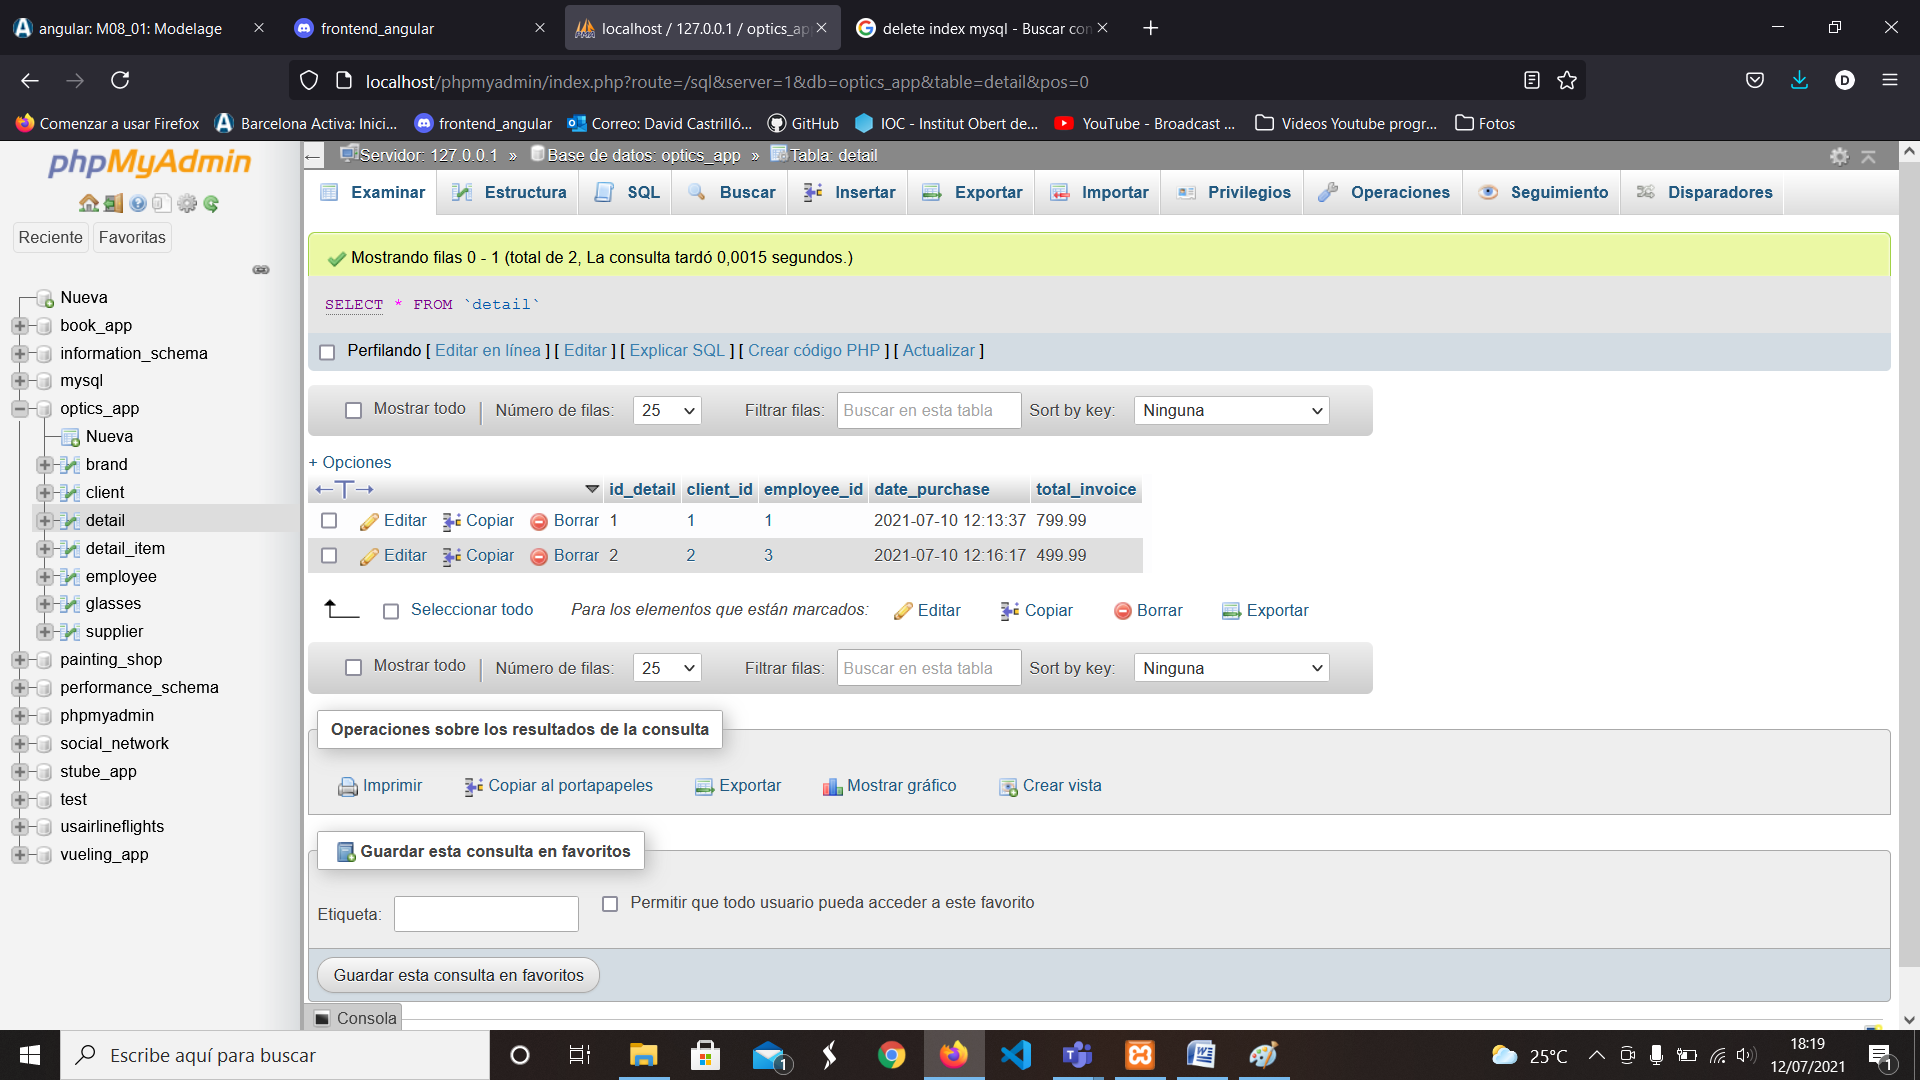 angular: M08_01: Modelage
frontend_angular
localhost / 127.0.0.1 / optics_ap
delete index mysql - Buscar con
localhost/phpmyadmin/index.php?route=/sql&server=1&db=optics_app&table=detail&pos=0
D
Comenzar a usar Firefox
Barcelona Activa: Inici...
frontend_angular
Correo: David Castrilló...
GitHub
IOC - Institut Obert de...
YouTube - Broadcast ...
Videos Youtube progr...
Fotos
phpMyAdmin
Reciente
Favoritas
Nueva
book_app
information_schema
mysql
optics_app
Nueva
brand
client
detail
detail_item
employee
glasses
supplier
painting_shop
performance_schema
phpmyadmin
social_network
stube_app
test
usairlineflights
vueling_app
Servidor: 127.0.0.1 » Base de datos: optics_app » Tabla: detail
Examinar
Estructura
SQL
Buscar
Insertar
Exportar
Importar
Privilegios
Operaciones
Seguimiento
Disparadores
Mostrando filas 0 - 1 (total de 2, La consulta tardó 0,0015 segundos.)
SELECT * FROM `detail`
Perfilando [ Editar en línea ] [ Editar ] [ Explicar SQL ] [ Crear código PHP ] [ Actualizar ]
Mostrar todo | Número de filas: 25 Filtrar filas: Buscar en esta tabla Sort by key: Ninguna
+ Opciones
id_detail client_id employee_id date_purchase total_invoice
Editar Copiar Borrar 1 1 1 2021-07-10 12:13:37 799.99
Editar Copiar Borrar 2 2 3 2021-07-10 12:16:17 499.99
Seleccionar todo Para los elementos que están marcados: Editar Copiar Borrar Exportar
Mostrar todo | Número de filas: 25 Filtrar filas: Buscar en esta tabla Sort by key: Ninguna
Operaciones sobre los resultados de la consulta
Imprimir Copiar al portapapeles Exportar Mostrar gráfico Crear vista
Guardar esta consulta en favoritos
Etiqueta: Permitir que todo usuario pueda acceder a este favorito
Guardar esta consulta en favoritos
Consola
Escribe aquí para buscar
1
25°C
18:19
12/07/2021
1